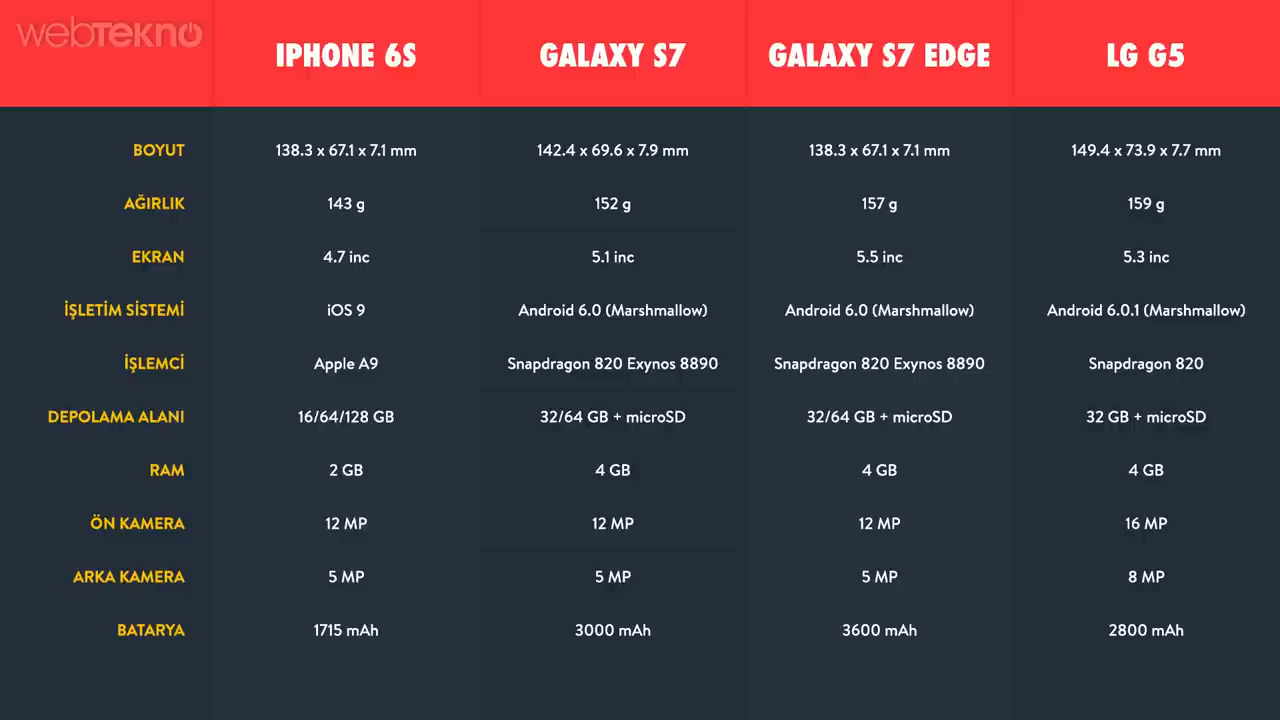 webTEKNO
IPHONE 6S GALAXY S7 GALAXY S7 EDGE LG G5
BOYUT 138.3 x 67.1 x 7.1 mm 142.4 x 69.6 x 7.9 mm 138.3 x 67.1 x 7.1 mm 149.4 x 73.9 x 7.7 mm
AĞIRLIK 143 g 152 g 157 g 159 g
EKRAN 4.7 inc 5.1 inc 5.5 inc 5.3 inc
İŞLETİM SİSTEMİ iOS 9 Android 6.0 (Marshmallow) Android 6.0 (Marshmallow) Android 6.0.1 (Marshmallow)
İŞLEMCİ Apple A9 Snapdragon 820 Exynos 8890 Snapdragon 820 Exynos 8890 Snapdragon 820
DEPOLAMA ALANI 16/64/128 GB 32/64 GB + microSD 32/64 GB + microSD 32 GB + microSD
RAM 2 GB 4 GB 4 GB 4 GB
ÖN KAMERA 12 MP 12 MP 12 MP 16 MP
ARKA KAMERA 5 MP 5 MP 5 MP 8 MP
BATARYA 1715 mAh 3000 mAh 3600 mAh 2800 mAh